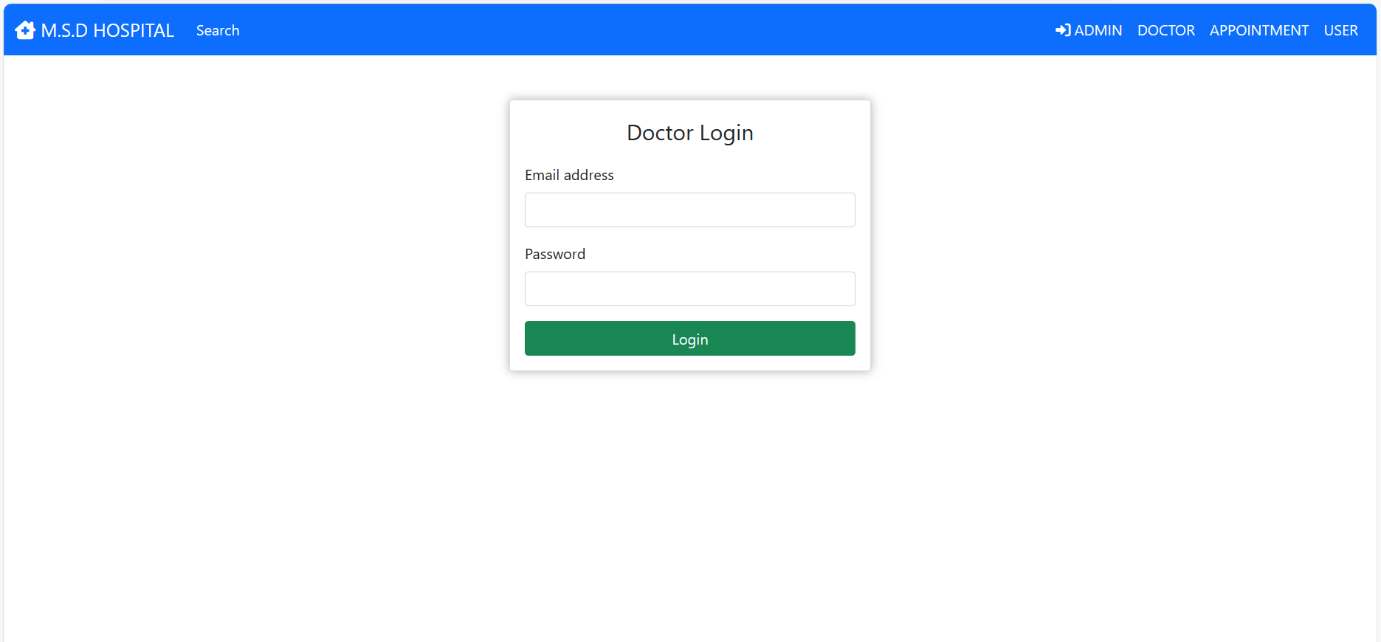 M.S.D HOSPITAL Search ADMIN DOCTOR APPOINTMENT USER
Doctor Login
Email address
Password
Login